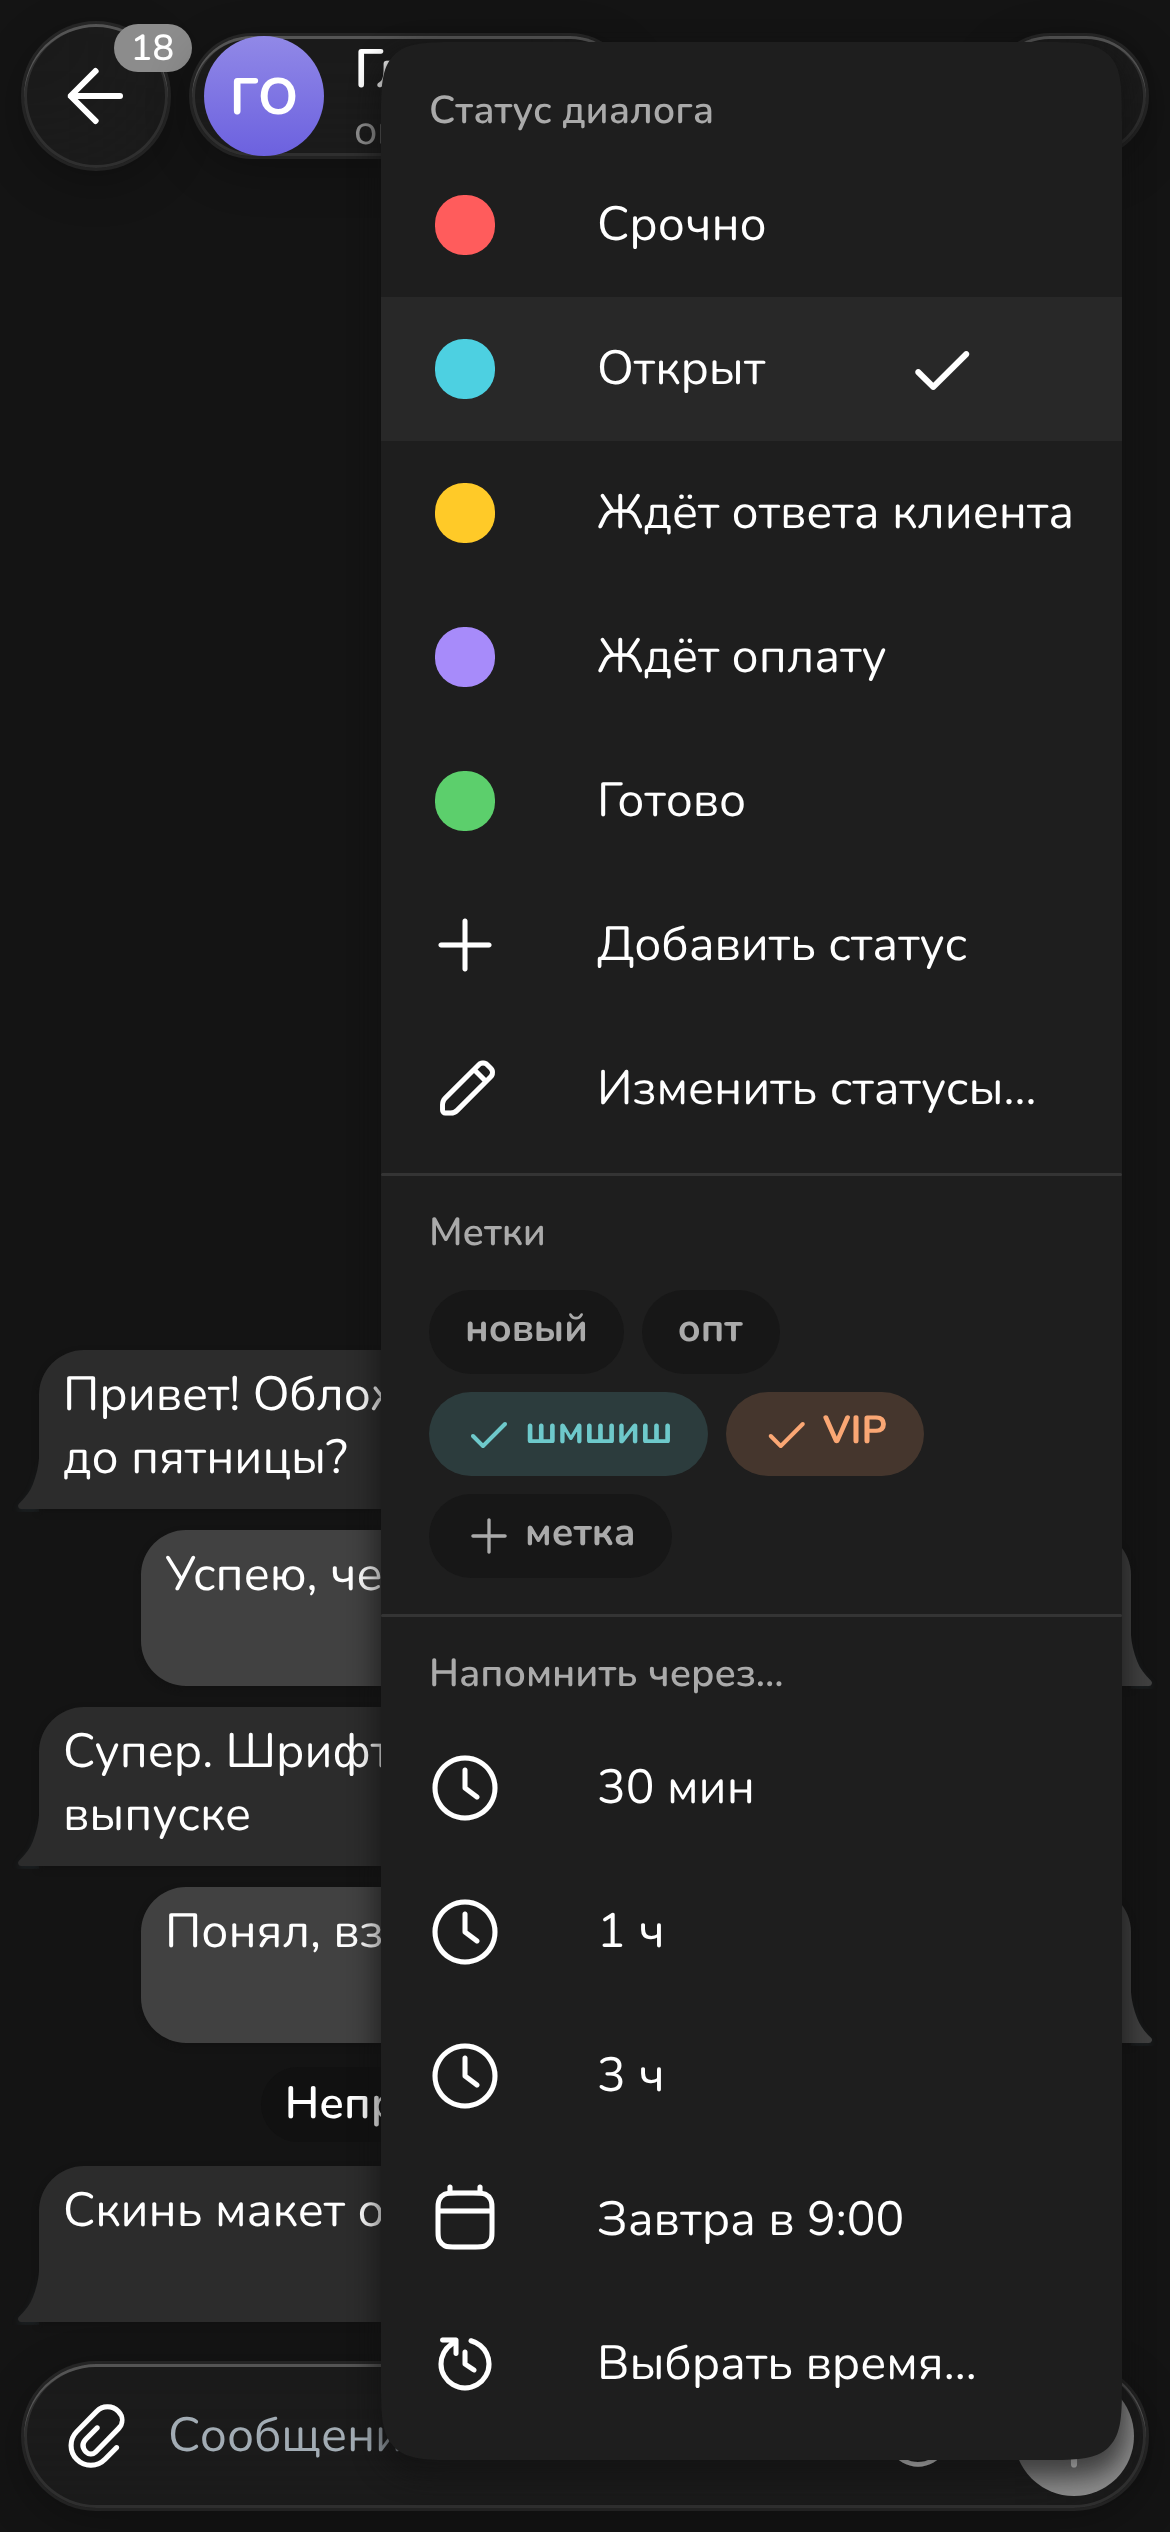 18
ГО
Статус диалога
Срочно
Открыт
Ждёт ответа клиента
Ждёт оплату
Готово
Добавить статус
Изменить статусы...
Метки
новый опт
шмшиш VIP
метка
Привет!
до пятницы?
Успею,
Супер.
выпуске
Понял,
Скинь макет
Напомнить через...
30 мин
1 ч
3 ч
Завтра в 9:00
Выбрать время...